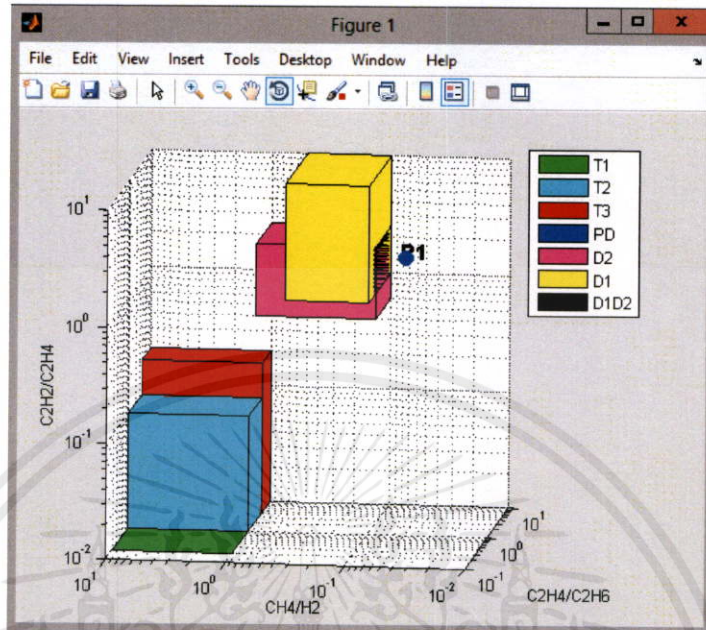 Figure 1
File Edit View Insert Tools Desktop Window Help
T1
T2
T3
PD
D2
D1
D1D2
10^1
10^0
10^-1
10^-2
C2H2/C2H4
10^1
10^0
10^-1
10^-2
CH4/H2
10^1
10^0
10^-1
C2H4/C2H6